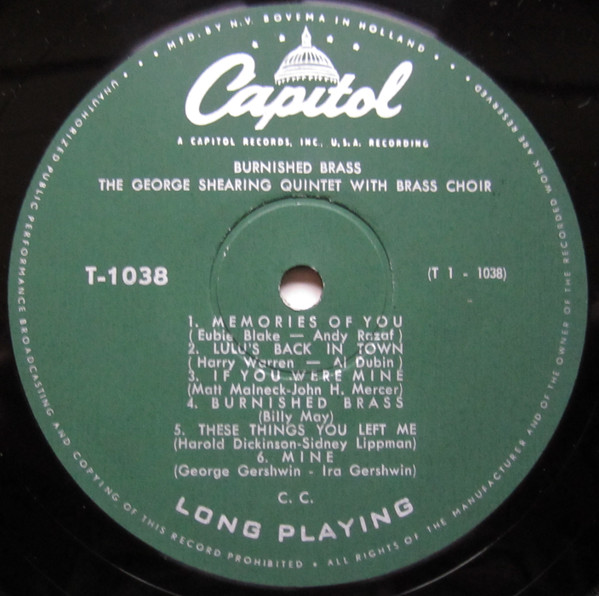 MFD. BY N.V. BOVEMA IN HOLLAND
Capitol
A CAPITOL RECORDS, INC., U.S.A. RECORDING
BURNISHED BRASS
THE GEORGE SHEARING QUINTET WITH BRASS CHOIR
T-1038
(T 1 - 1038)
1. MEMORIES OF YOU
(Eubie Blake — Andy Razaf)
2. LULU'S BACK IN TOWN
(Harry Warren — Al Dubin)
3. IF YOU WERE MINE
(Matt Malneck-John H. Mercer)
4. BURNISHED BRASS
(Billy May)
5. THESE THINGS YOU LEFT ME
(Harold Dickinson-Sidney Lippman)
6. MINE
(George Gershwin - Ira Gershwin)
C. C.
LONG PLAYING
UNAUTHORIZED PUBLIC PERFORMANCE BROADCASTING AND COPYING OF THIS RECORD PROHIBITED • ALL RIGHTS OF THE MANUFACTURER AND OF THE OWNER OF THE RECORDED WORK ARE RESERVED